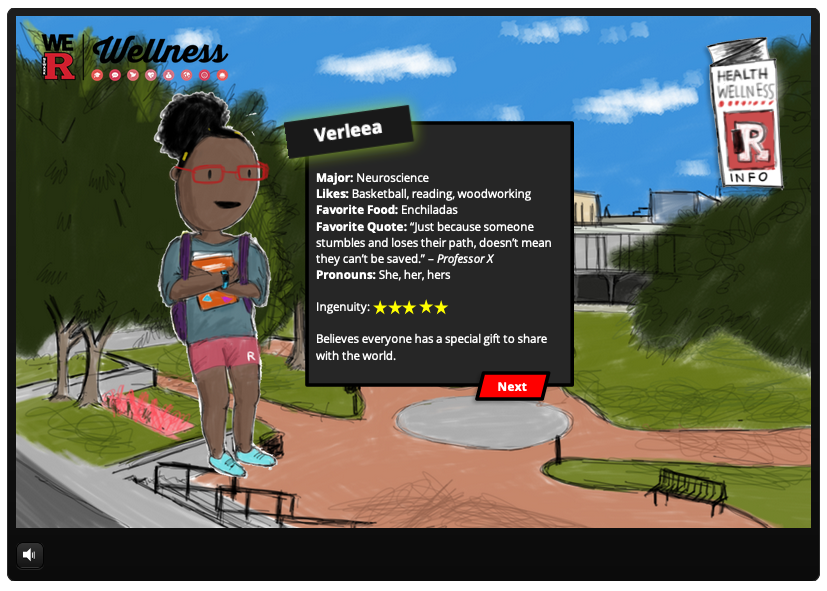 WE
R
Wellness
HEALTH
WELLNESS
R
INFO
Verleea
Major: Neuroscience
Likes: Basketball, reading, woodworking
Favorite Food: Enchiladas
Favorite Quote: “Just because someone
stumbles and loses their path, doesn’t mean
they can’t be saved.” – Professor X
Pronouns: She, her, hers
Ingenuity: ★★★★★
Believes everyone has a special gift to share
with the world.
R
Next